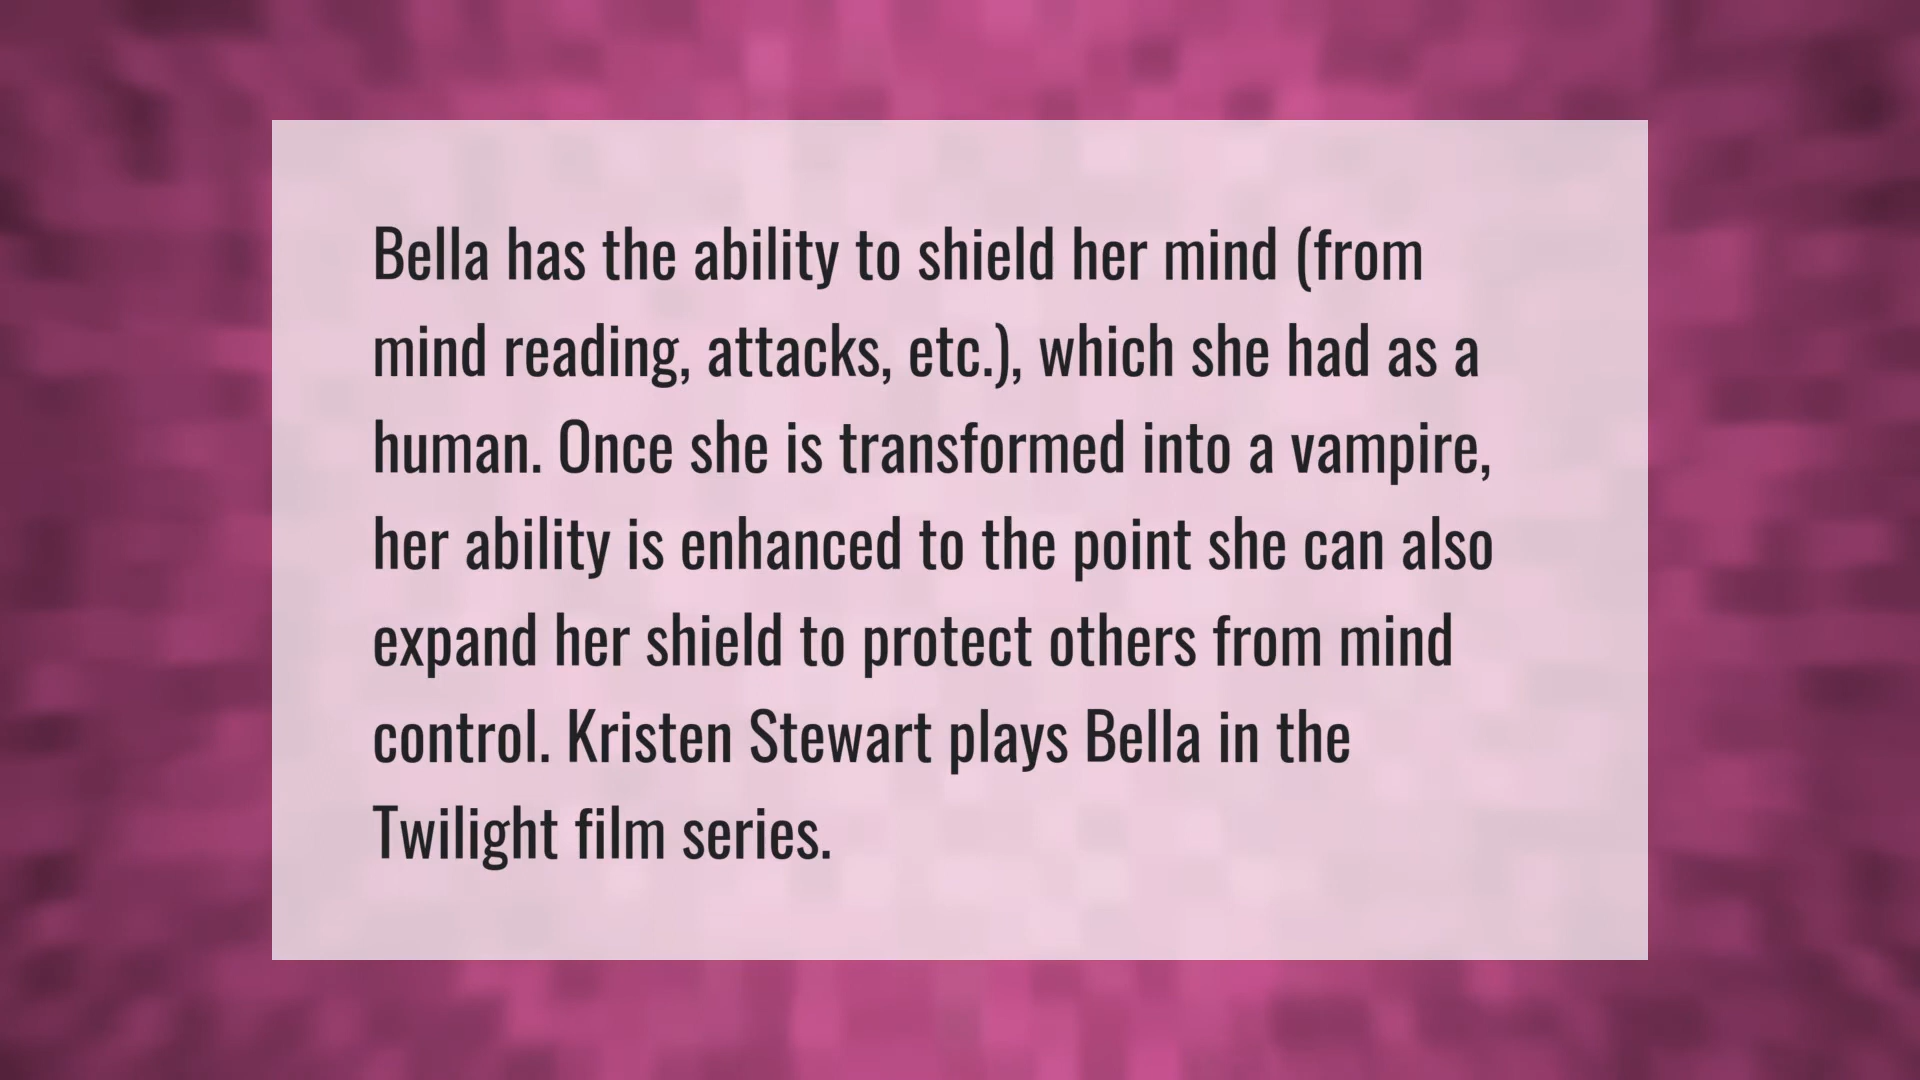 Bella has the ability to shield her mind (from
mind reading, attacks, etc.), which she had as a
human. Once she is transformed into a vampire,
her ability is enhanced to the point she can also
expand her shield to protect others from mind
control. Kristen Stewart plays Bella in the
Twilight film series.